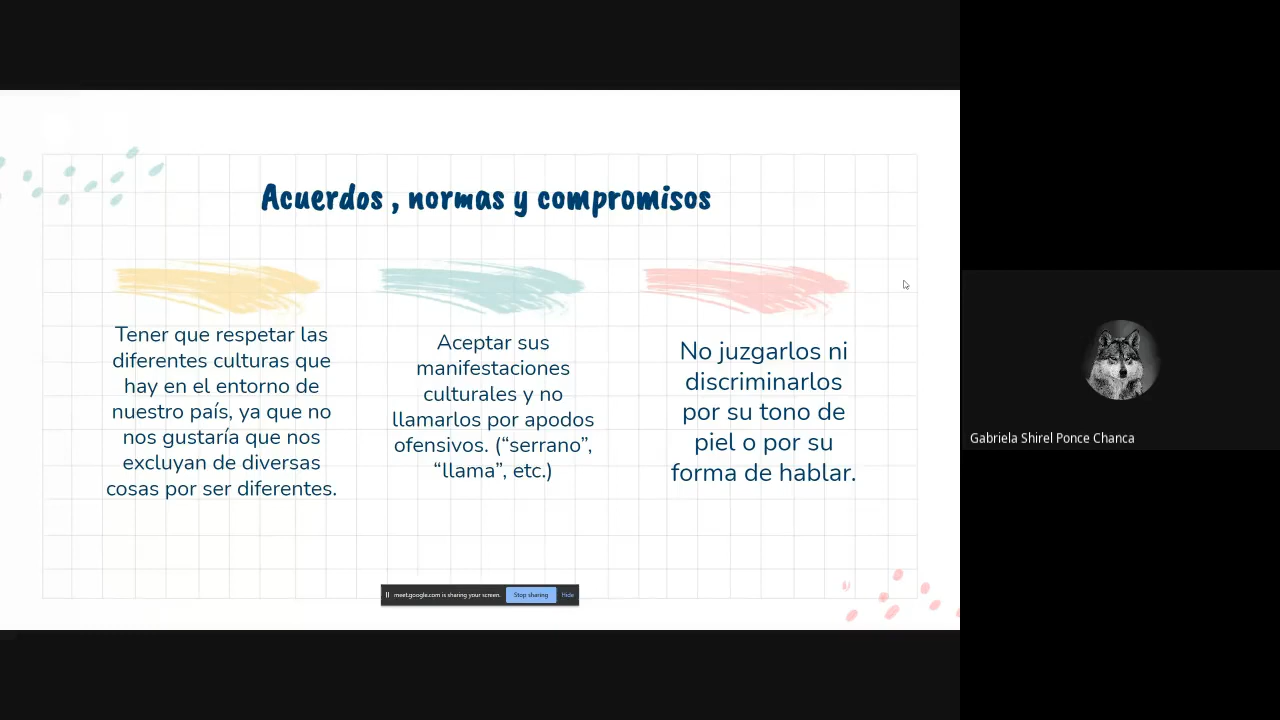 Acuerdos , normas y compromisos
Tener que respetar las
diferentes culturas que
hay en el entorno de
nuestro país, ya que no
nos gustaría que nos
excluyan de diversas
cosas por ser diferentes.
Aceptar sus
manifestaciones
culturales y no
llamarlos por apodos
ofensivos. (“serrano”,
“llama”, etc.)
No juzgarlos ni
discriminarlos
por su tono de
piel o por su
forma de hablar.
meet.google.com is sharing your screen.
Stop sharing
Hide
Gabriela Shirel Ponce Chanca